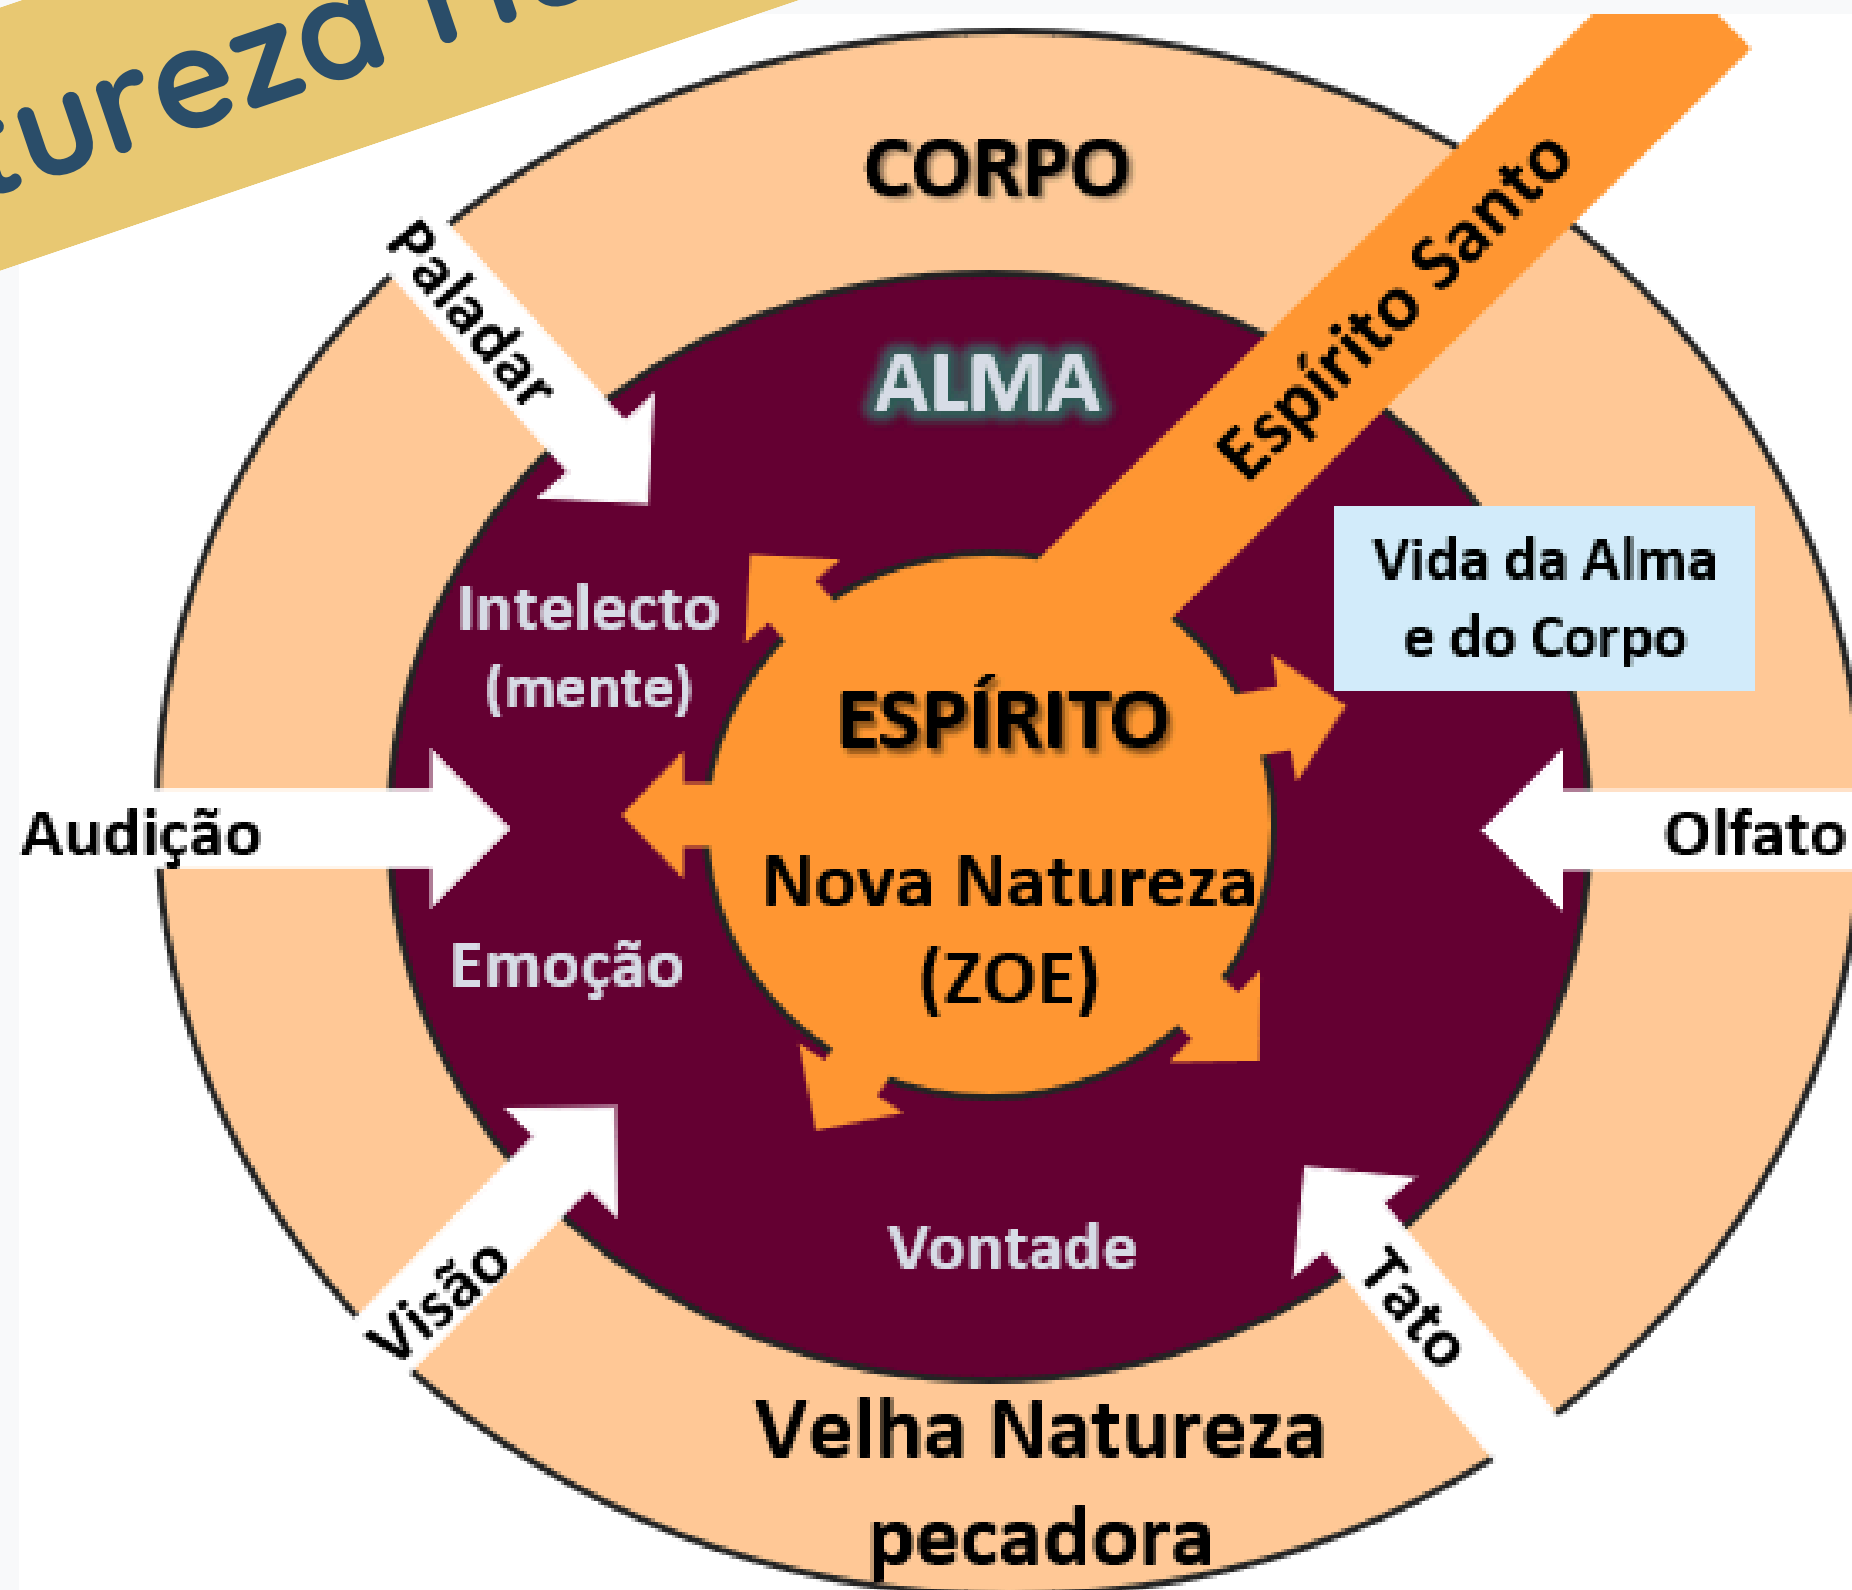 CORPO
Espírito Santo
Paladar
ALMA
Vida da Alma
e do Corpo
Intelecto
(mente)
ESPÍRITO
Audição
Olfato
Nova Natureza
(ZOE)
Emoção
Vontade
Visão
Tato
Velha Natureza
pecadora